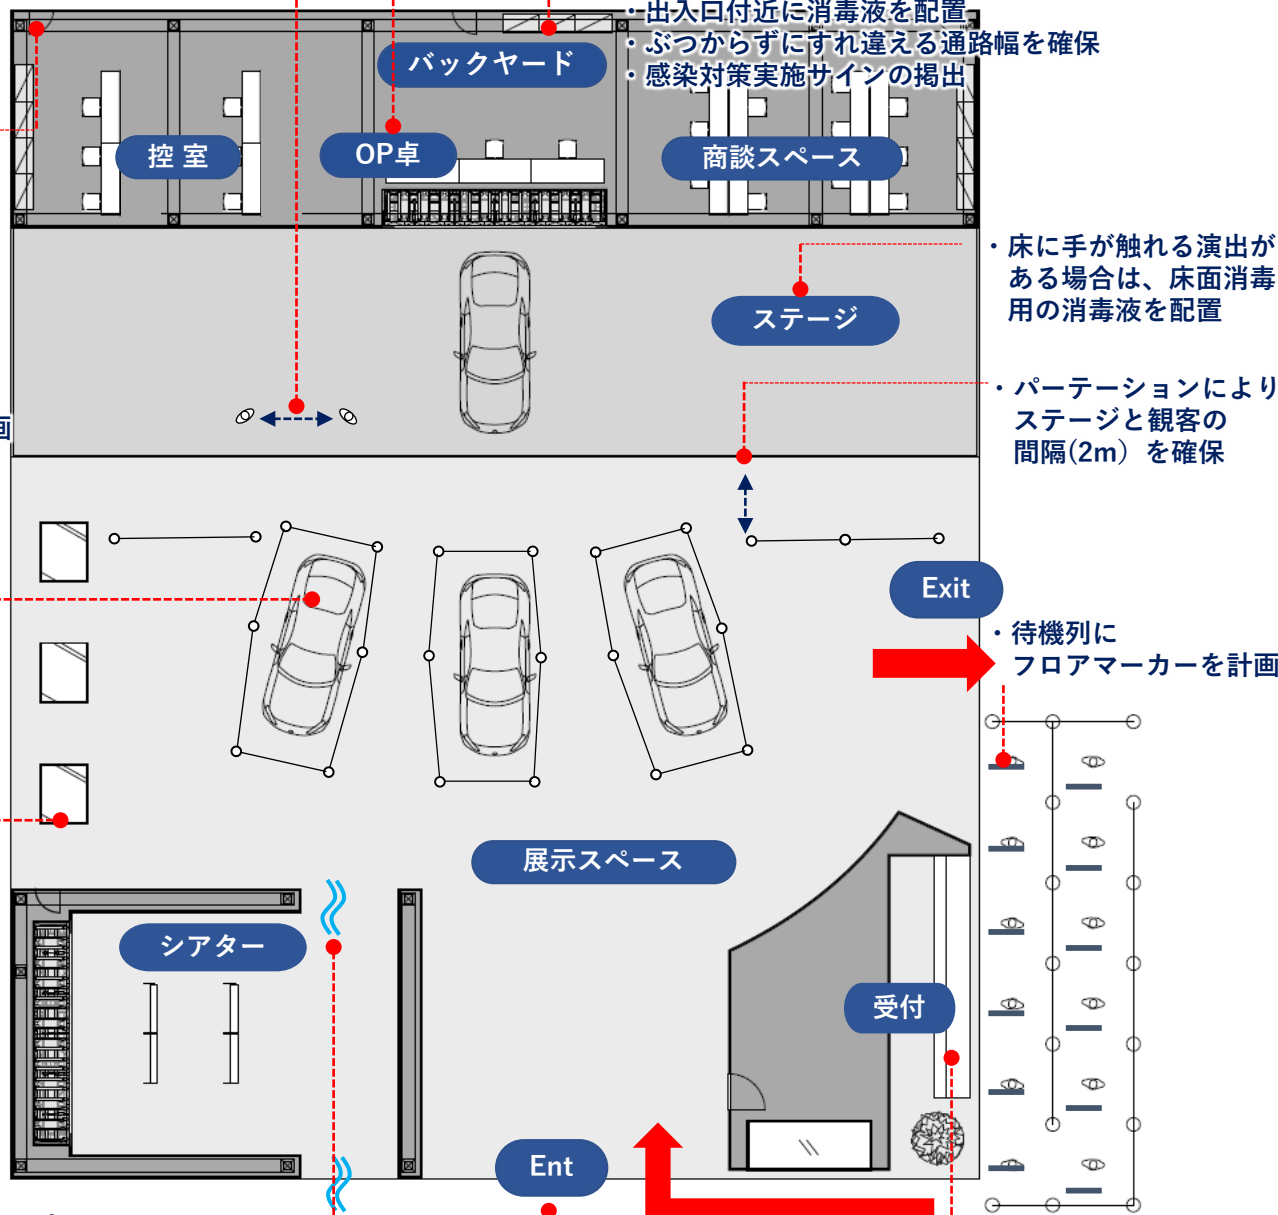 ・出入口付近に消毒液を配置
・ぶつからずにすれ違える通路幅を確保
・感染対策実施サインの掲出
バックヤード
控 室
OP卓
商談スペース
・床に手が触れる演出が
ある場合は、床面消毒
用の消毒液を配置
ステージ
・パーテーションにより
ステージと観客の
間隔(2m）を確保
画
Exit
・待機列に
フロアマーカーを計画
展示スペース
シアター
受付
Ent